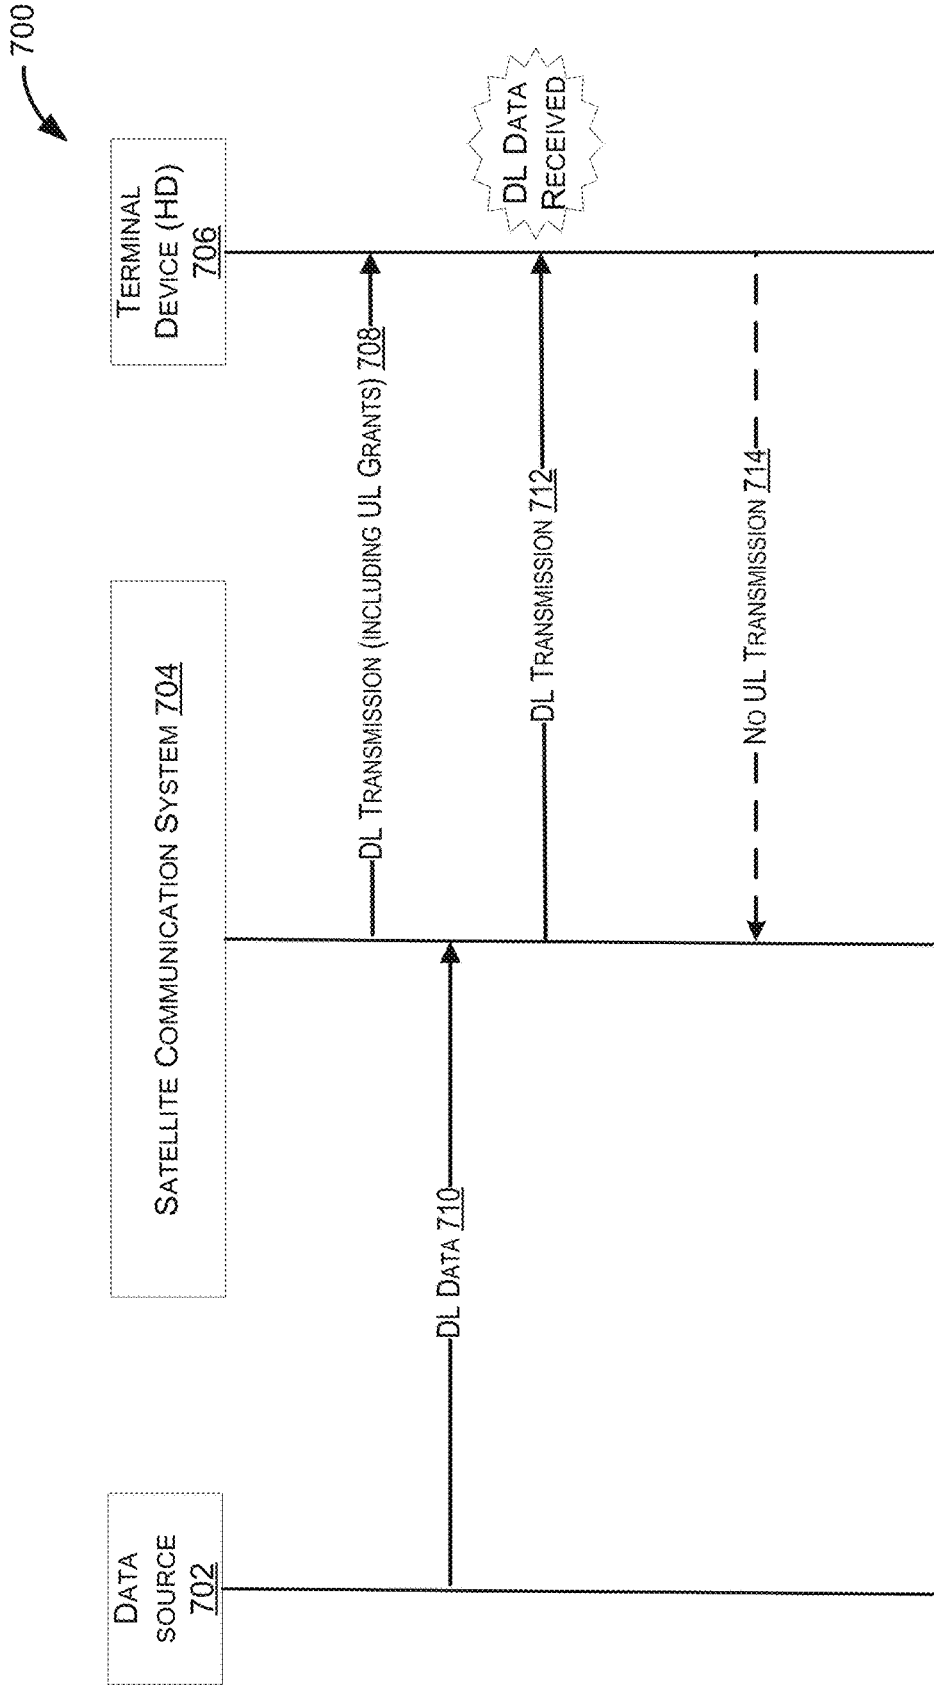 700
DATA
SOURCE
702
SATELLITE COMMUNICATION SYSTEM 704
TERMINAL
DEVICE (HD)
706
DL TRANSMISSION (INCLUDING UL GRANTS) 708
DL DATA 710
DL TRANSMISSION 712
DL DATA
RECEIVED
NO UL TRANSMISSION 714